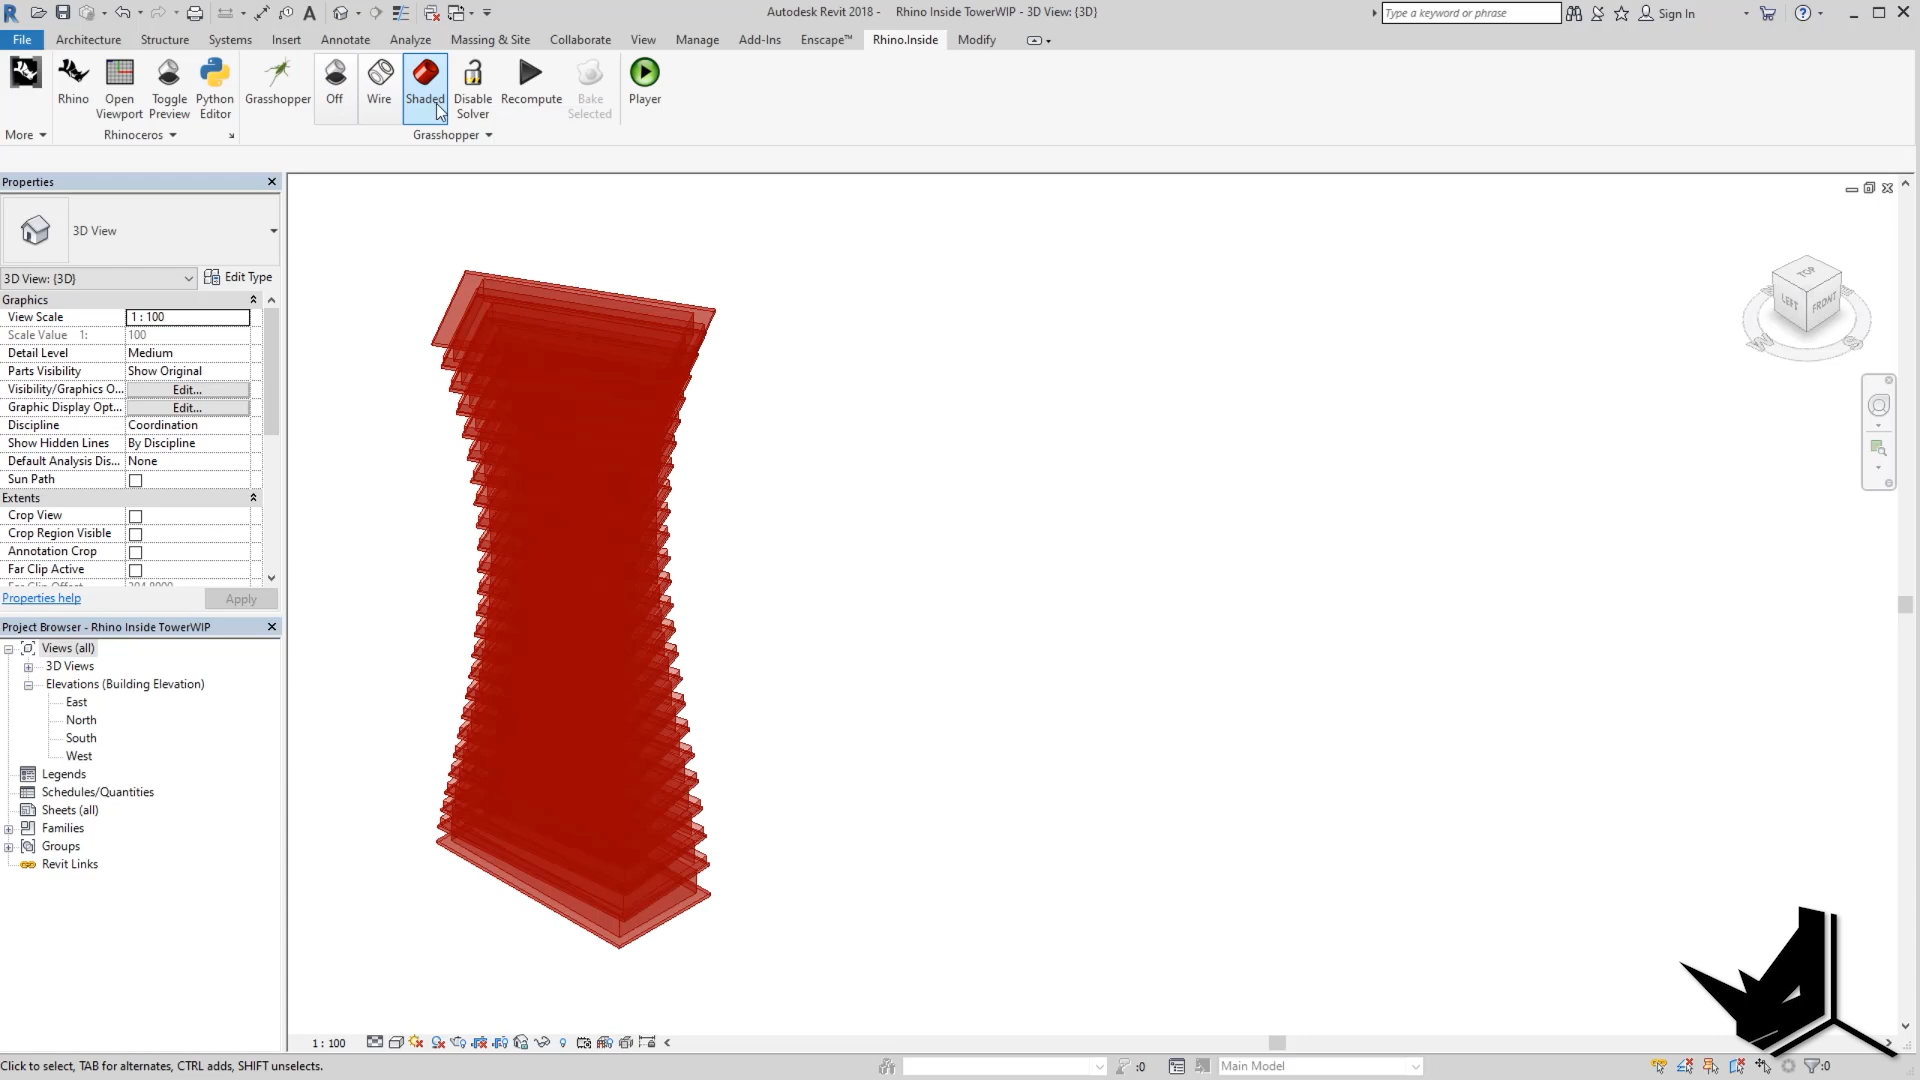 Autodesk Revit 2018 - Rhino Inside TowerWIP - 3D View: {3D}
Type a keyword or phrase
Sign In
File Architecture Structure Systems Insert Annotate Analyze Massing & Site Collaborate View Manage Add-Ins Enscape™ Rhino.Inside Modify
Rhino Open Viewport Toggle Preview Python Editor Grasshopper Off Wire Shaded Disable Solver Recompute Bake Selected Player
More Rhinoceros Grasshopper
Properties
3D View
3D View: {3D} Edit Type
Graphics
View Scale 1 : 100
Scale Value 1: 100
Detail Level Medium
Parts Visibility Show Original
Visibility/Graphics O... Edit...
Graphic Display Opt... Edit...
Discipline Coordination
Show Hidden Lines By Discipline
Default Analysis Dis... None
Sun Path
Extents
Crop View
Crop Region Visible
Annotation Crop
Far Clip Active
Far Clip Offset 304.8000
Properties help Apply
Project Browser - Rhino Inside TowerWIP
Views (all)
3D Views
Elevations (Building Elevation)
East
North
South
West
Legends
Schedules/Quantities
Sheets (all)
Families
Groups
Revit Links
TOP
LEFT FRONT
W S
1 : 100
Click to select, TAB for alternates, CTRL adds, SHIFT unselects.
:0
Main Model
:0